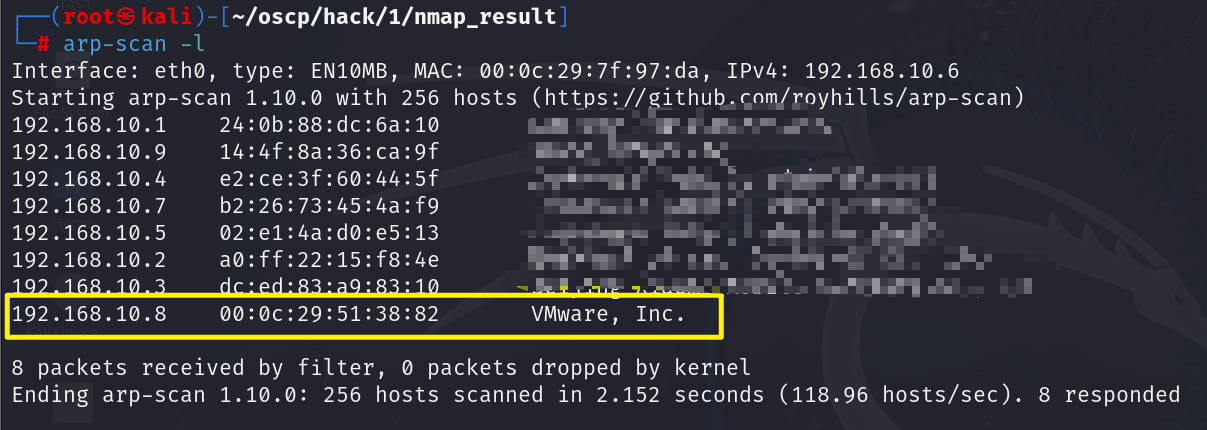 ┌──(root㉿kali)-[~/oscp/hack/1/nmap_result]
└─# arp-scan -l
Interface: eth0, type: EN10MB, MAC: 00:0c:29:7f:97:da, IPv4: 192.168.10.6
Starting arp-scan 1.10.0 with 256 hosts (https://github.com/royhills/arp-scan)
192.168.10.1 24:0b:88:dc:6a:10
192.168.10.9 14:4f:8a:36:ca:9f
192.168.10.4 e2:ce:3f:60:44:5f
192.168.10.7 b2:26:73:45:4a:f9
192.168.10.5 02:e1:4a:d0:e5:13
192.168.10.2 a0:ff:22:15:f8:4e
192.168.10.3 dc:ed:83:a9:83:10
192.168.10.8 00:0c:29:51:38:82 VMware, Inc.
8 packets received by filter, 0 packets dropped by kernel
Ending arp-scan 1.10.0: 256 hosts scanned in 2.152 seconds (118.96 hosts/sec). 8 responded